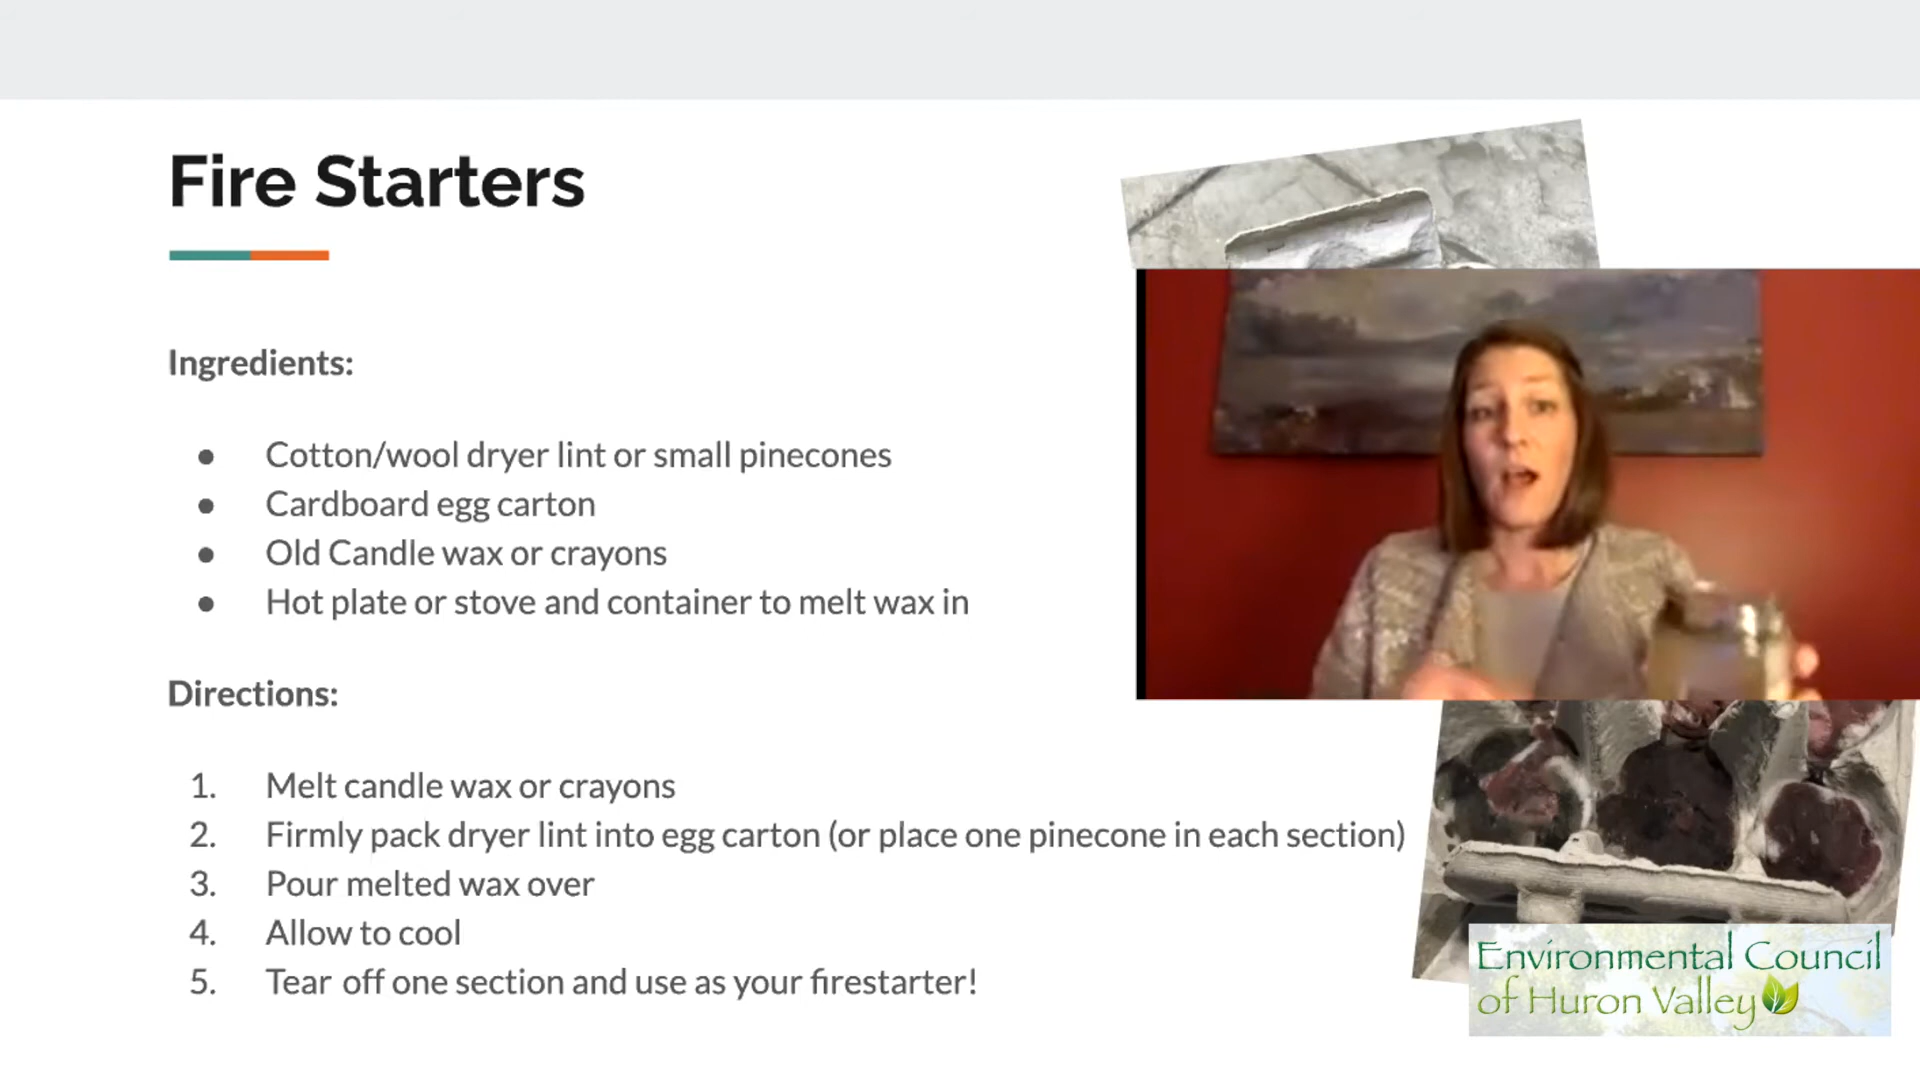 Fire Starters
Ingredients:
● Cotton/wool dryer lint or small pinecones
● Cardboard egg carton
● Old Candle wax or crayons
● Hot plate or stove and container to melt wax in
Directions:
1. Melt candle wax or crayons
2. Firmly pack dryer lint into egg carton (or place one pinecone in each section)
3. Pour melted wax over
4. Allow to cool
5. Tear off one section and use as your firestarter!
Environmental Council
of Huron Valley